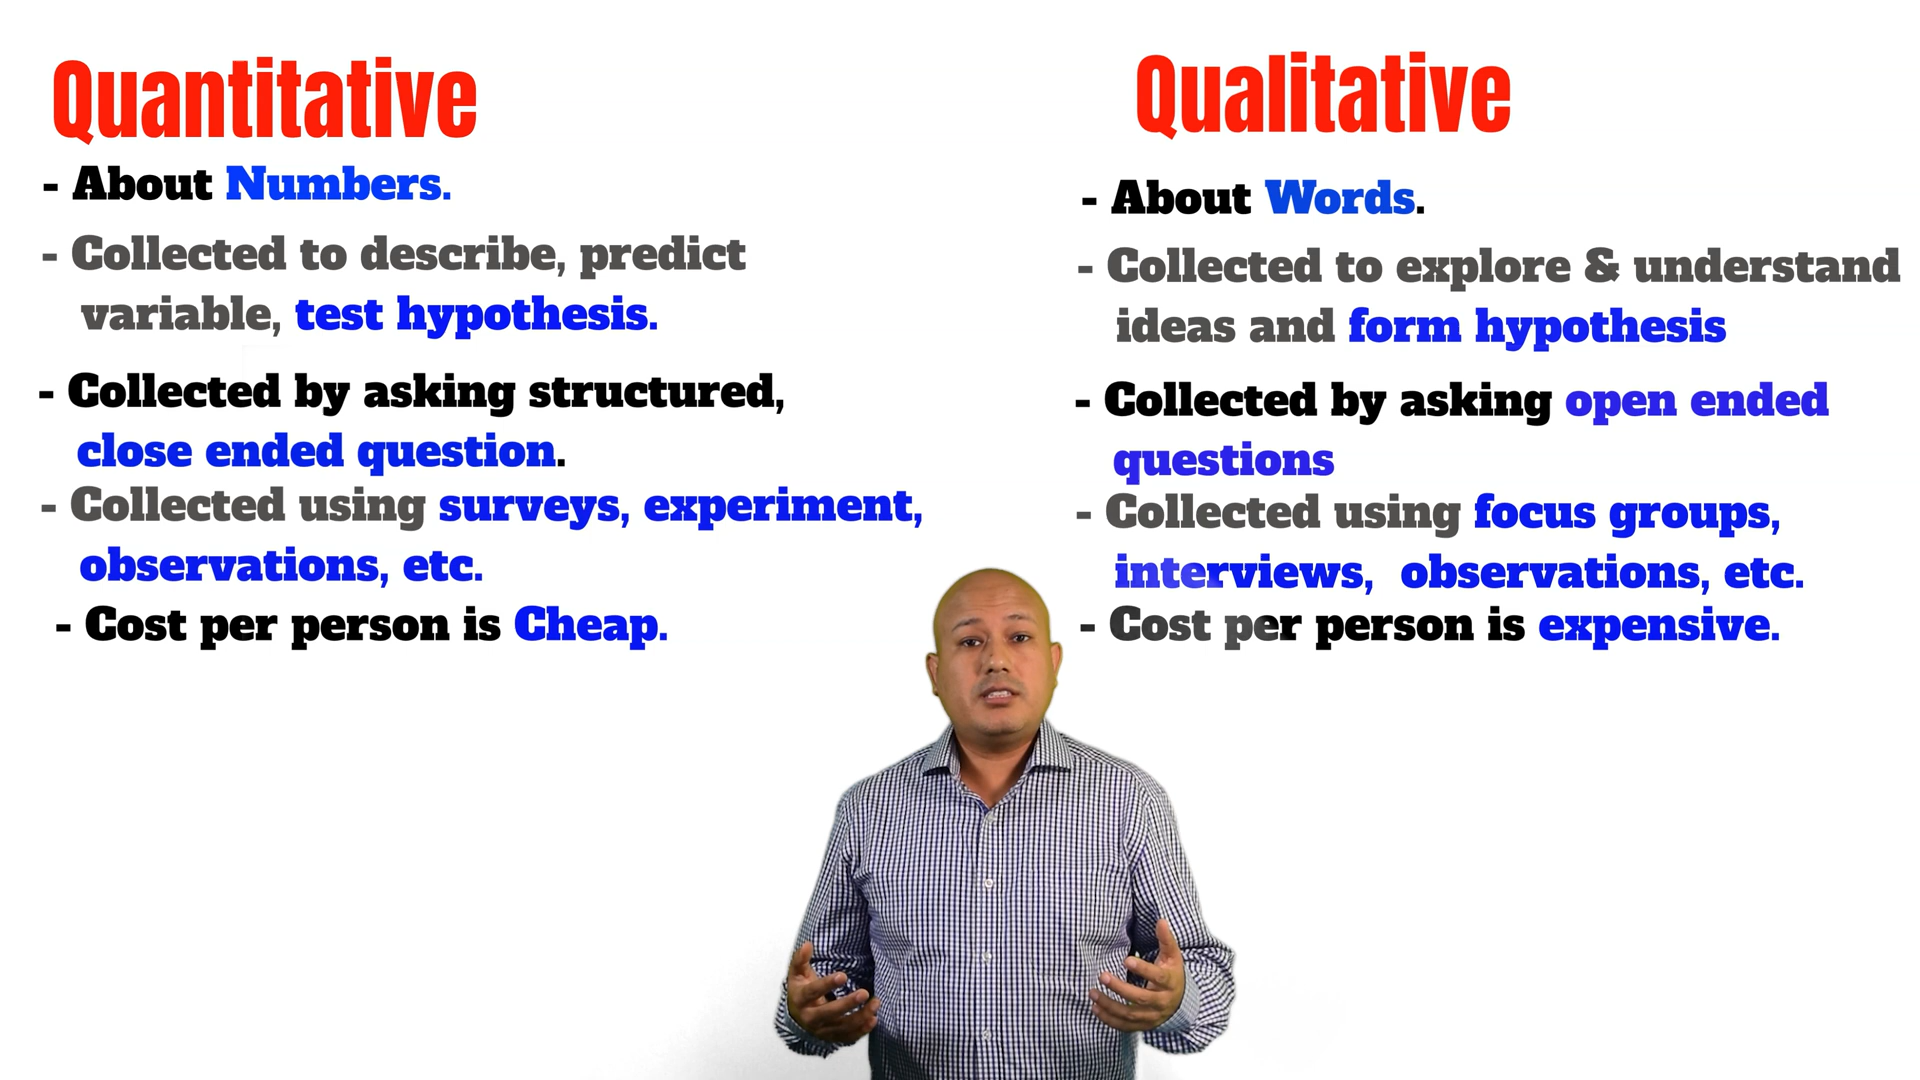 Quantitative
- About Numbers.
- Collected to describe, predict
variable, test hypothesis.
- Collected by asking structured,
close ended question.
- Collected using surveys, experiment,
observations, etc.
- Cost per person is Cheap.
Qualitative
- About Words.
- Collected to explore & understand
ideas and form hypothesis
- Collected by asking open ended
questions
- Collected using focus groups,
interviews, observations, etc.
- Cost per person is expensive.